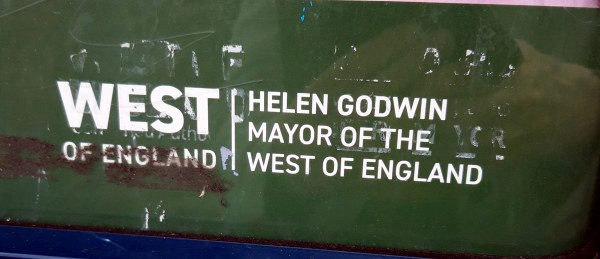 WEST
OF ENGLAND
HELEN GODWIN
MAYOR OF THE
WEST OF ENGLAND